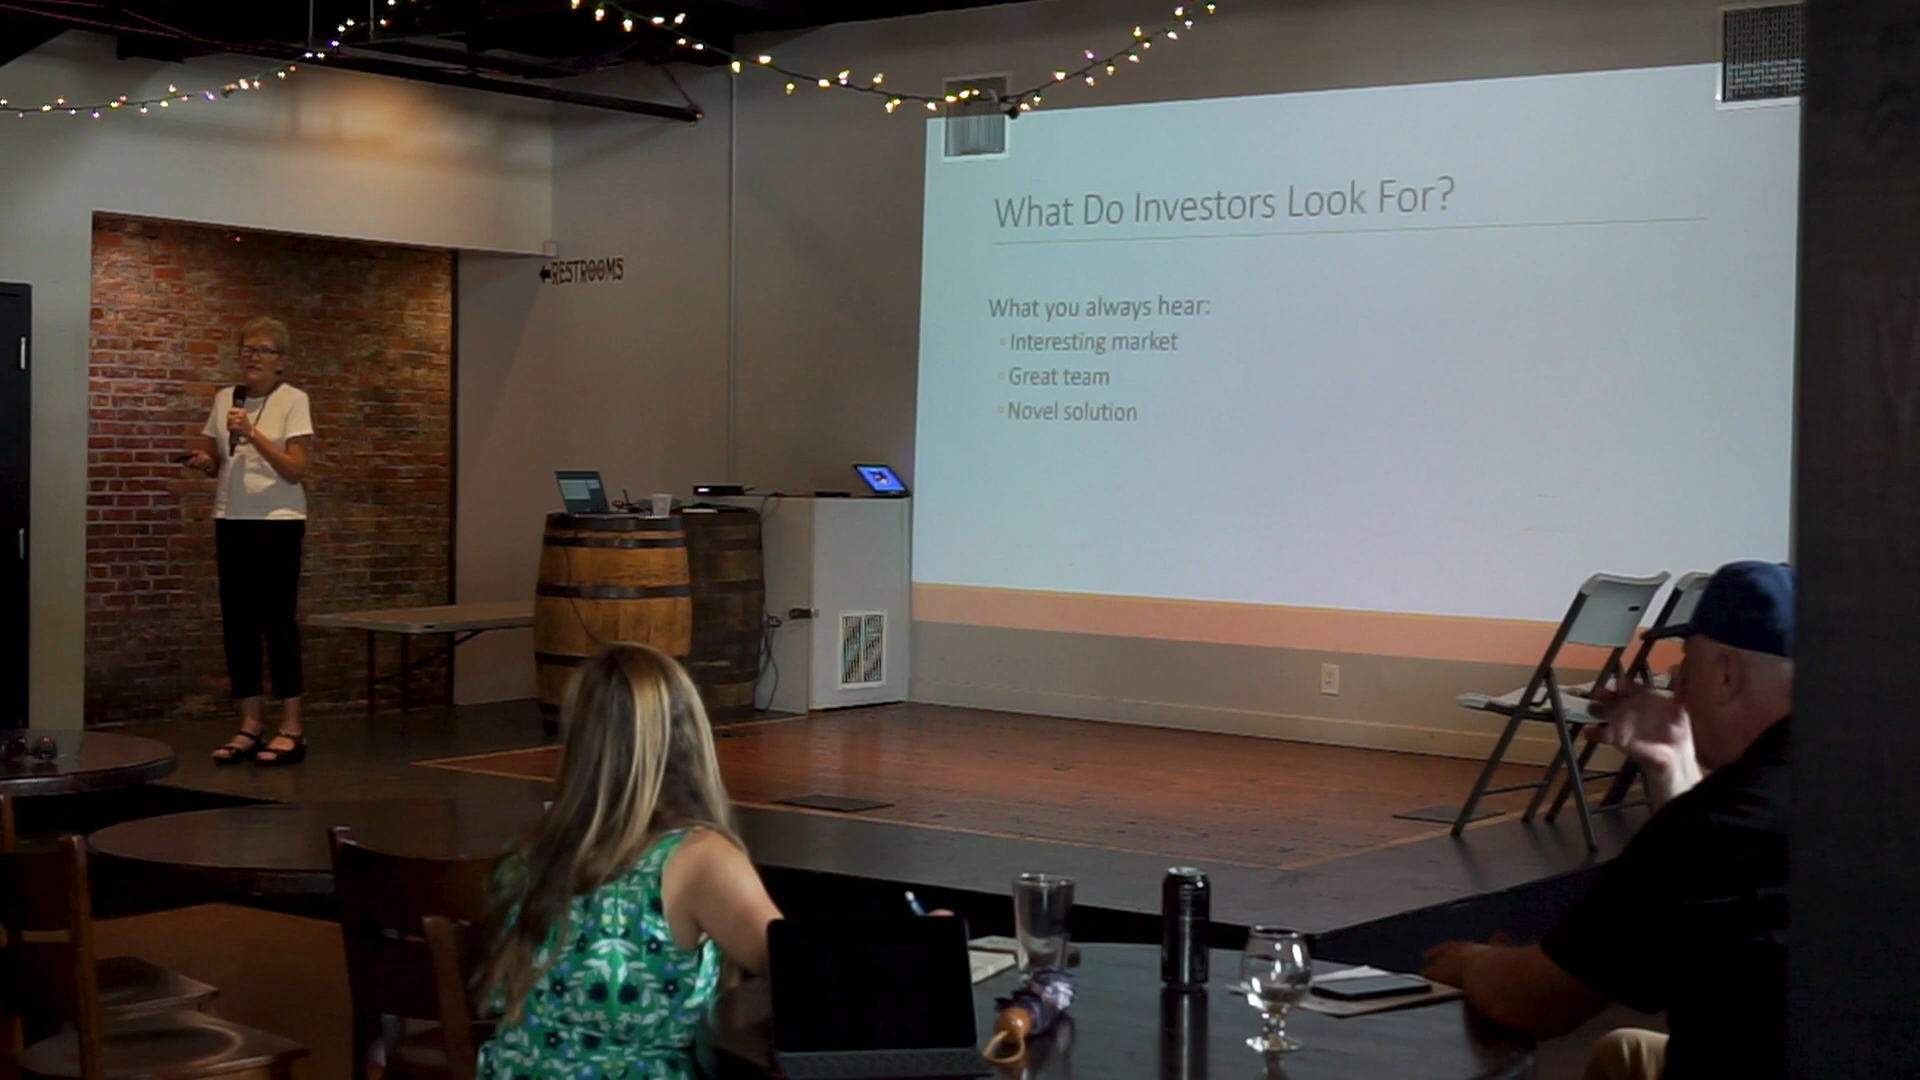 What Do Investors Look For?
RESTROOMS
What you always hear:
Interesting market
Great team
Novel solution